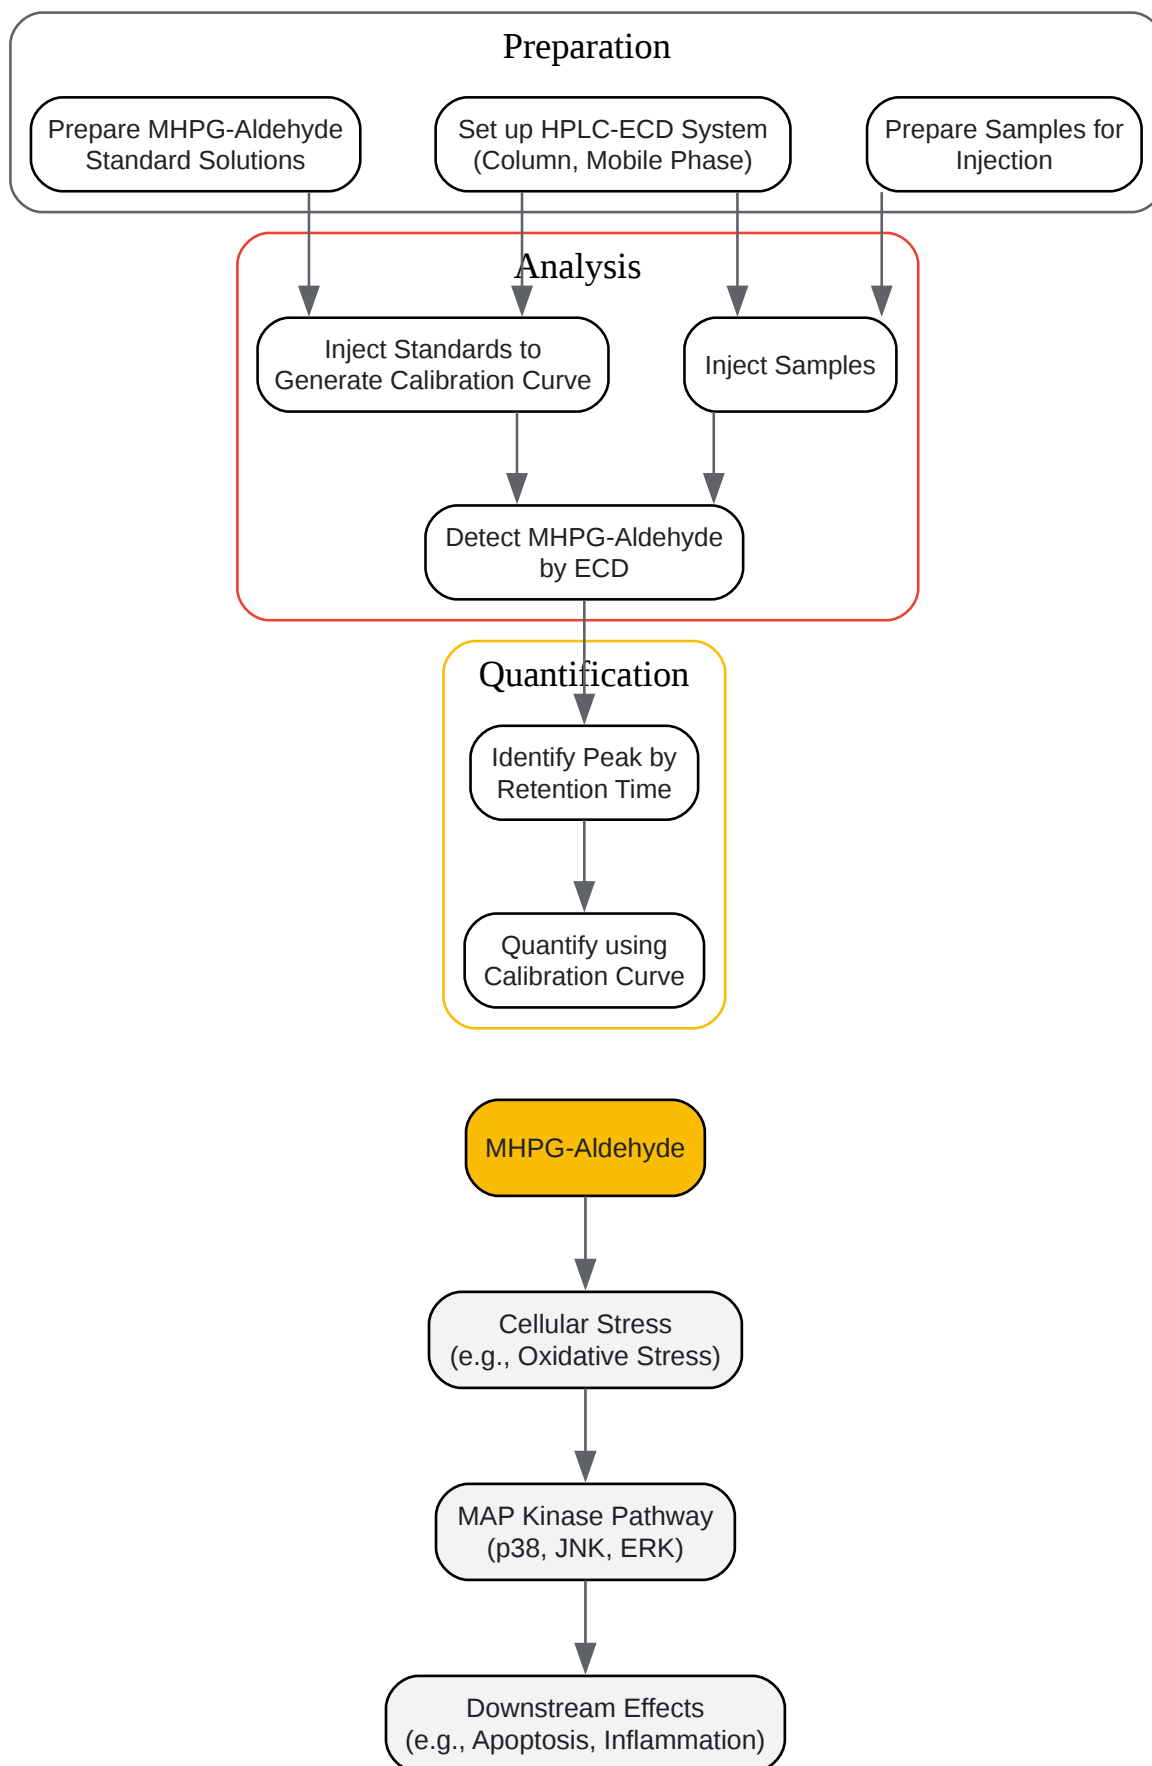 Preparation
Prepare MHPG-Aldehyde
Standard Solutions
Set up HPLC-ECD System
(Column, Mobile Phase)
Prepare Samples for
Injection
Analysis
Inject Standards to
Generate Calibration Curve
Inject Samples
Detect MHPG-Aldehyde
by ECD
Quantification
Identify Peak by
Retention Time
Quantify using
Calibration Curve
MHPG-Aldehyde
Cellular Stress
(e.g., Oxidative Stress)
MAP Kinase Pathway
(p38, JNK, ERK)
Downstream Effects
(e.g., Apoptosis, Inflammation)